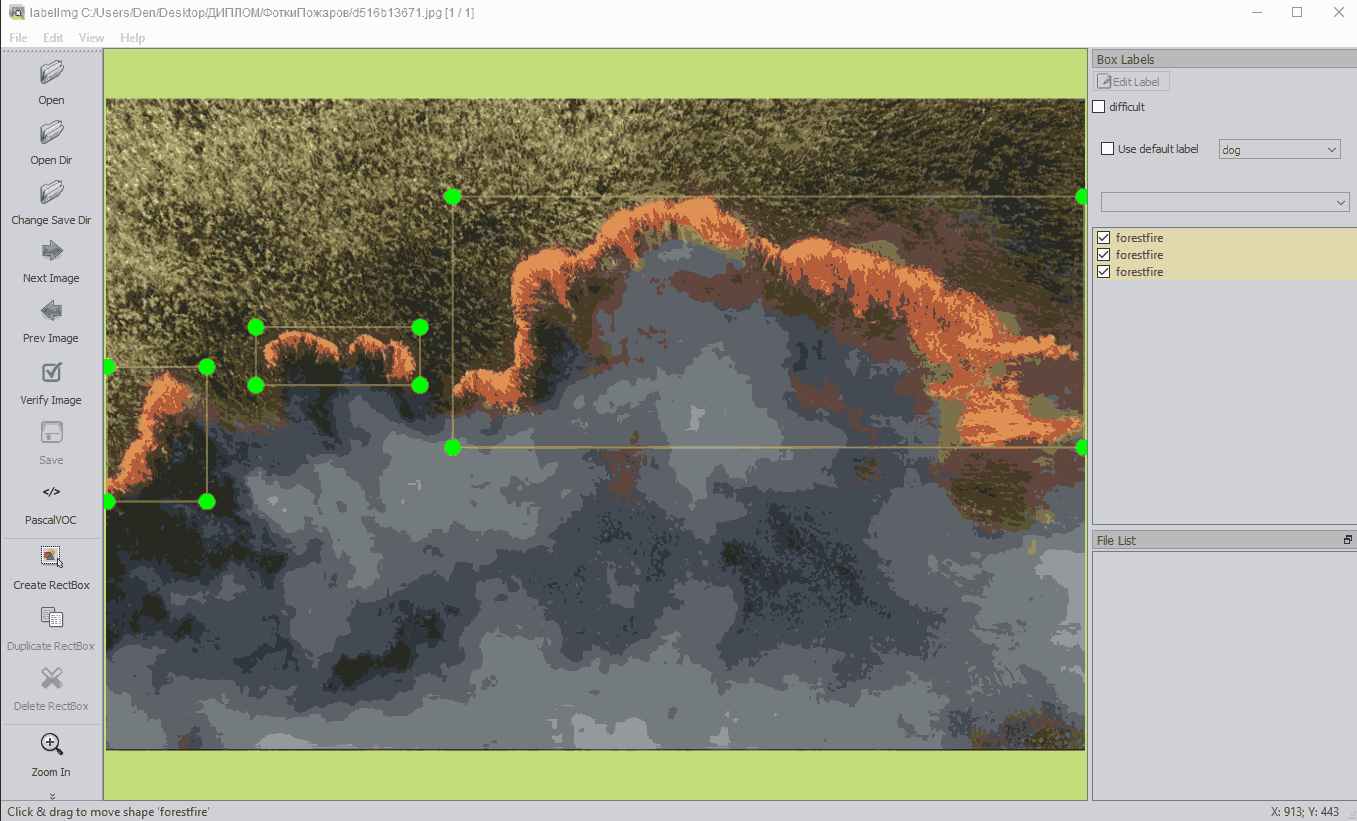 labelImg C:/Users/Den/Desktop/ДИПЛОМ/ФоткиПожаров/d516b13671.jpg [1 / 1]
File Edit View Help
Open
Open Dir
Change Save Dir
Next Image
Prev Image
Verify Image
Save
</>
PascalVOC
Create RectBox
Duplicate RectBox
Delete RectBox
Zoom In
Box Labels
Edit Label
difficult
Use default label dog
forestfire
forestfire
forestfire
File List
Click & drag to move shape 'forestfire' X: 913; Y: 443